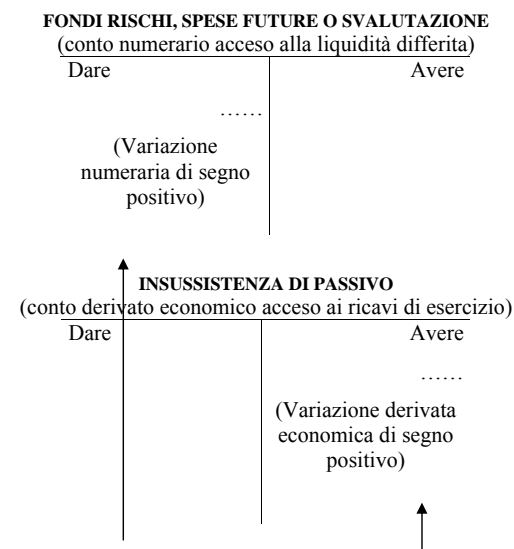 FONDI RISCHI, SPESE FUTURE O SVALUTAZIONE
(conto numerario acceso alla liquidità differita)
Dare Avere
……
(Variazione
numeraria di segno
positivo)
INSUSSISTENZA DI PASSIVO
(conto derivato economico acceso ai ricavi di esercizio)
Dare Avere
……
(Variazione derivata
economica di segno
positivo)